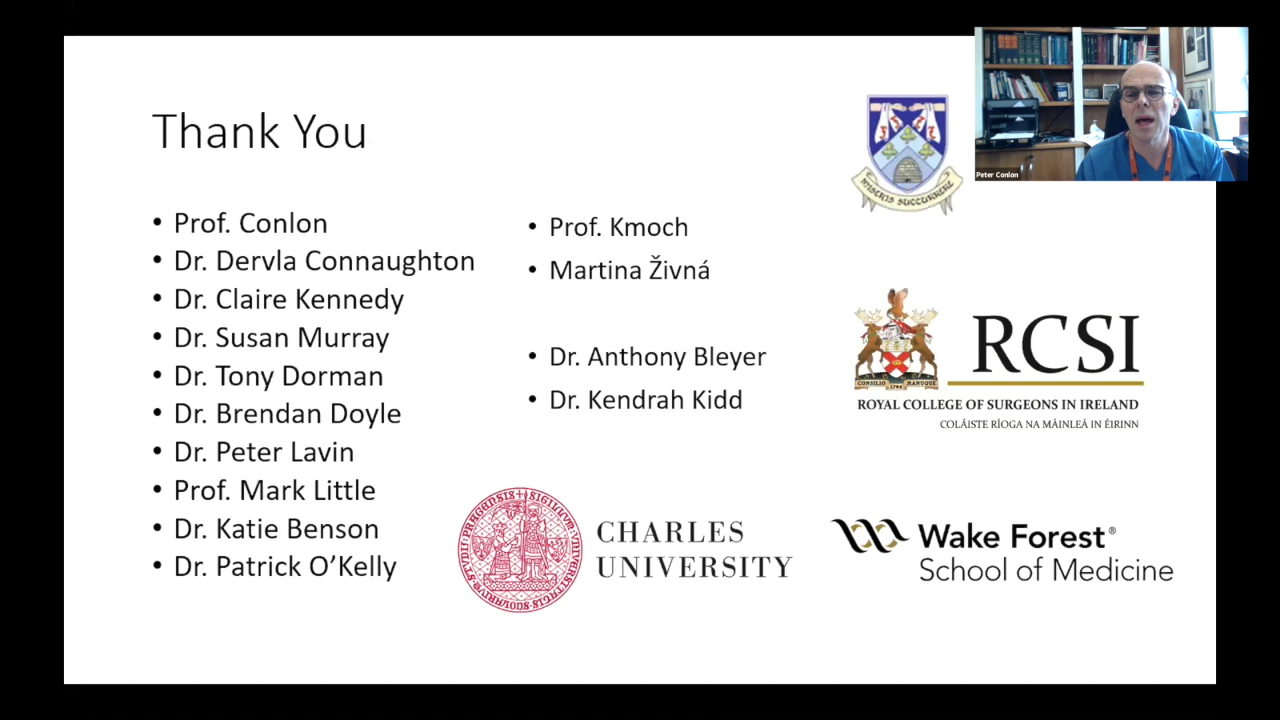 Thank You
• Prof. Conlon
• Dr. Dervla Connaughton
• Dr. Claire Kennedy
• Dr. Susan Murray
• Dr. Tony Dorman
• Dr. Brendan Doyle
• Dr. Peter Lavin
• Prof. Mark Little
• Dr. Katie Benson
• Dr. Patrick O’Kelly
• Prof. Kmoch
• Martina Živná
• Dr. Anthony Bleyer
• Dr. Kendrah Kidd
MISERIS SUCCURRERE
Peter Conlon
RCSI
CONSILIO MANUQUE
ROYAL COLLEGE OF SURGEONS IN IRELAND
COLÁISTE RÍOGA NA MÁINLEÁ IN ÉIRINN
CHARLES
UNIVERSITY
Wake Forest®
School of Medicine